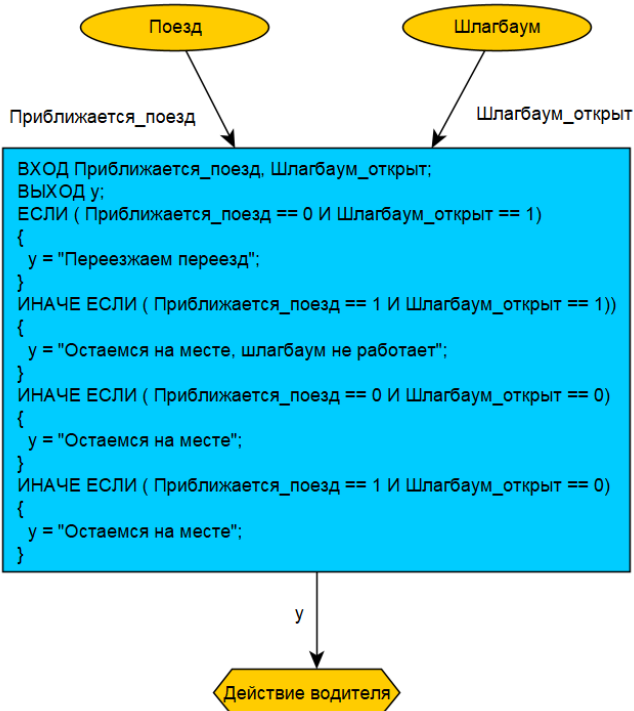 Поезд
Шлагбаум
Приближается_поезд
Шлагбаум_открыт
ВХОД Приближается_поезд, Шлагбаум_открыт;
ВЫХОД y;
ЕСЛИ ( Приближается_поезд == 0 И Шлагбаум_открыт == 1)
{
y = "Переезжаем переезд";
}
ИНАЧЕ ЕСЛИ ( Приближается_поезд == 1 И Шлагбаум_открыт == 1))
{
y = "Остаемся на месте, шлагбаум не работает";
}
ИНАЧЕ ЕСЛИ ( Приближается_поезд == 0 И Шлагбаум_открыт == 0)
{
y = "Остаемся на месте";
}
ИНАЧЕ ЕСЛИ ( Приближается_поезд == 1 И Шлагбаум_открыт == 0)
{
y = "Остаемся на месте";
}
y
Действие водителя